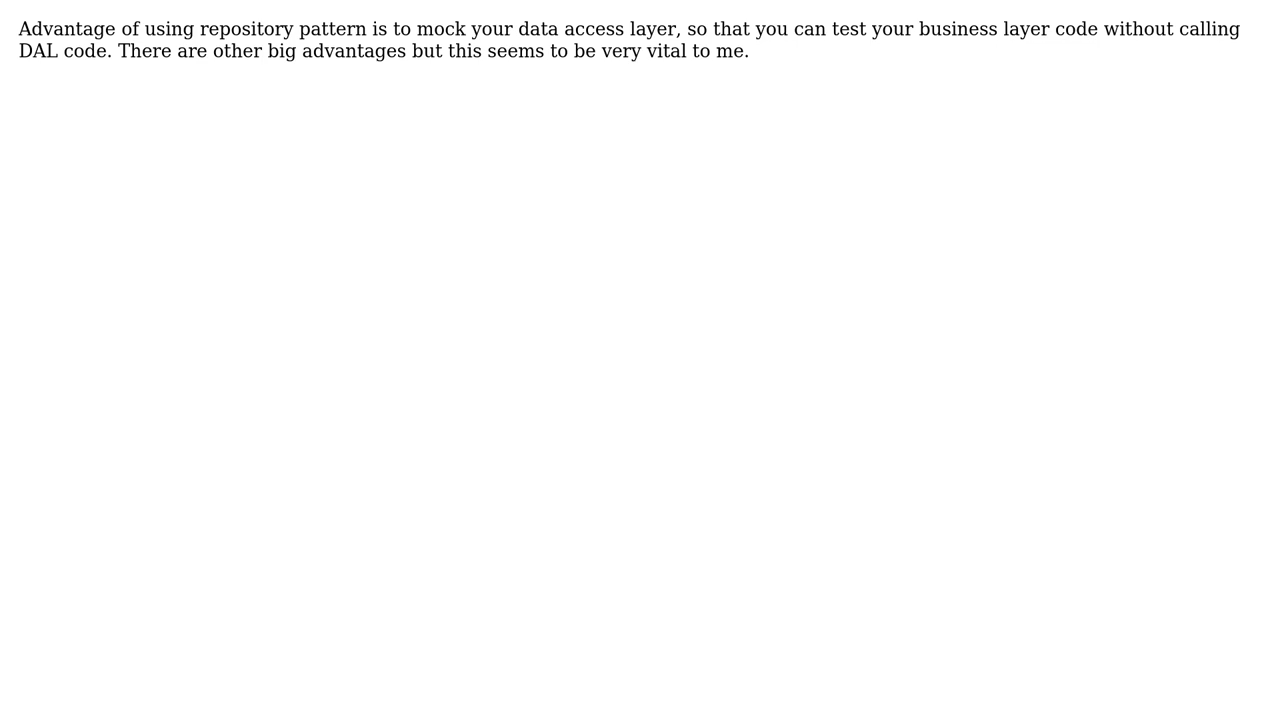 Advantage of using repository pattern is to mock your data access layer, so that you can test your business layer code without calling
DAL code. There are other big advantages but this seems to be very vital to me.